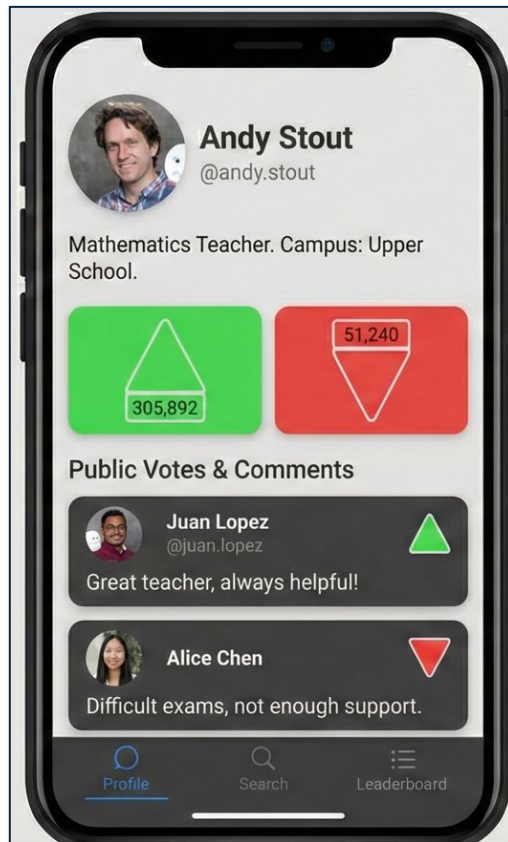 Andy Stout
@andy.stout
Mathematics Teacher. Campus: Upper
School.
305,892
51,240
Public Votes & Comments
Juan Lopez
@juan.lopez
Great teacher, always helpful!
Alice Chen
Difficult exams, not enough support.
Profile
Search
Leaderboard